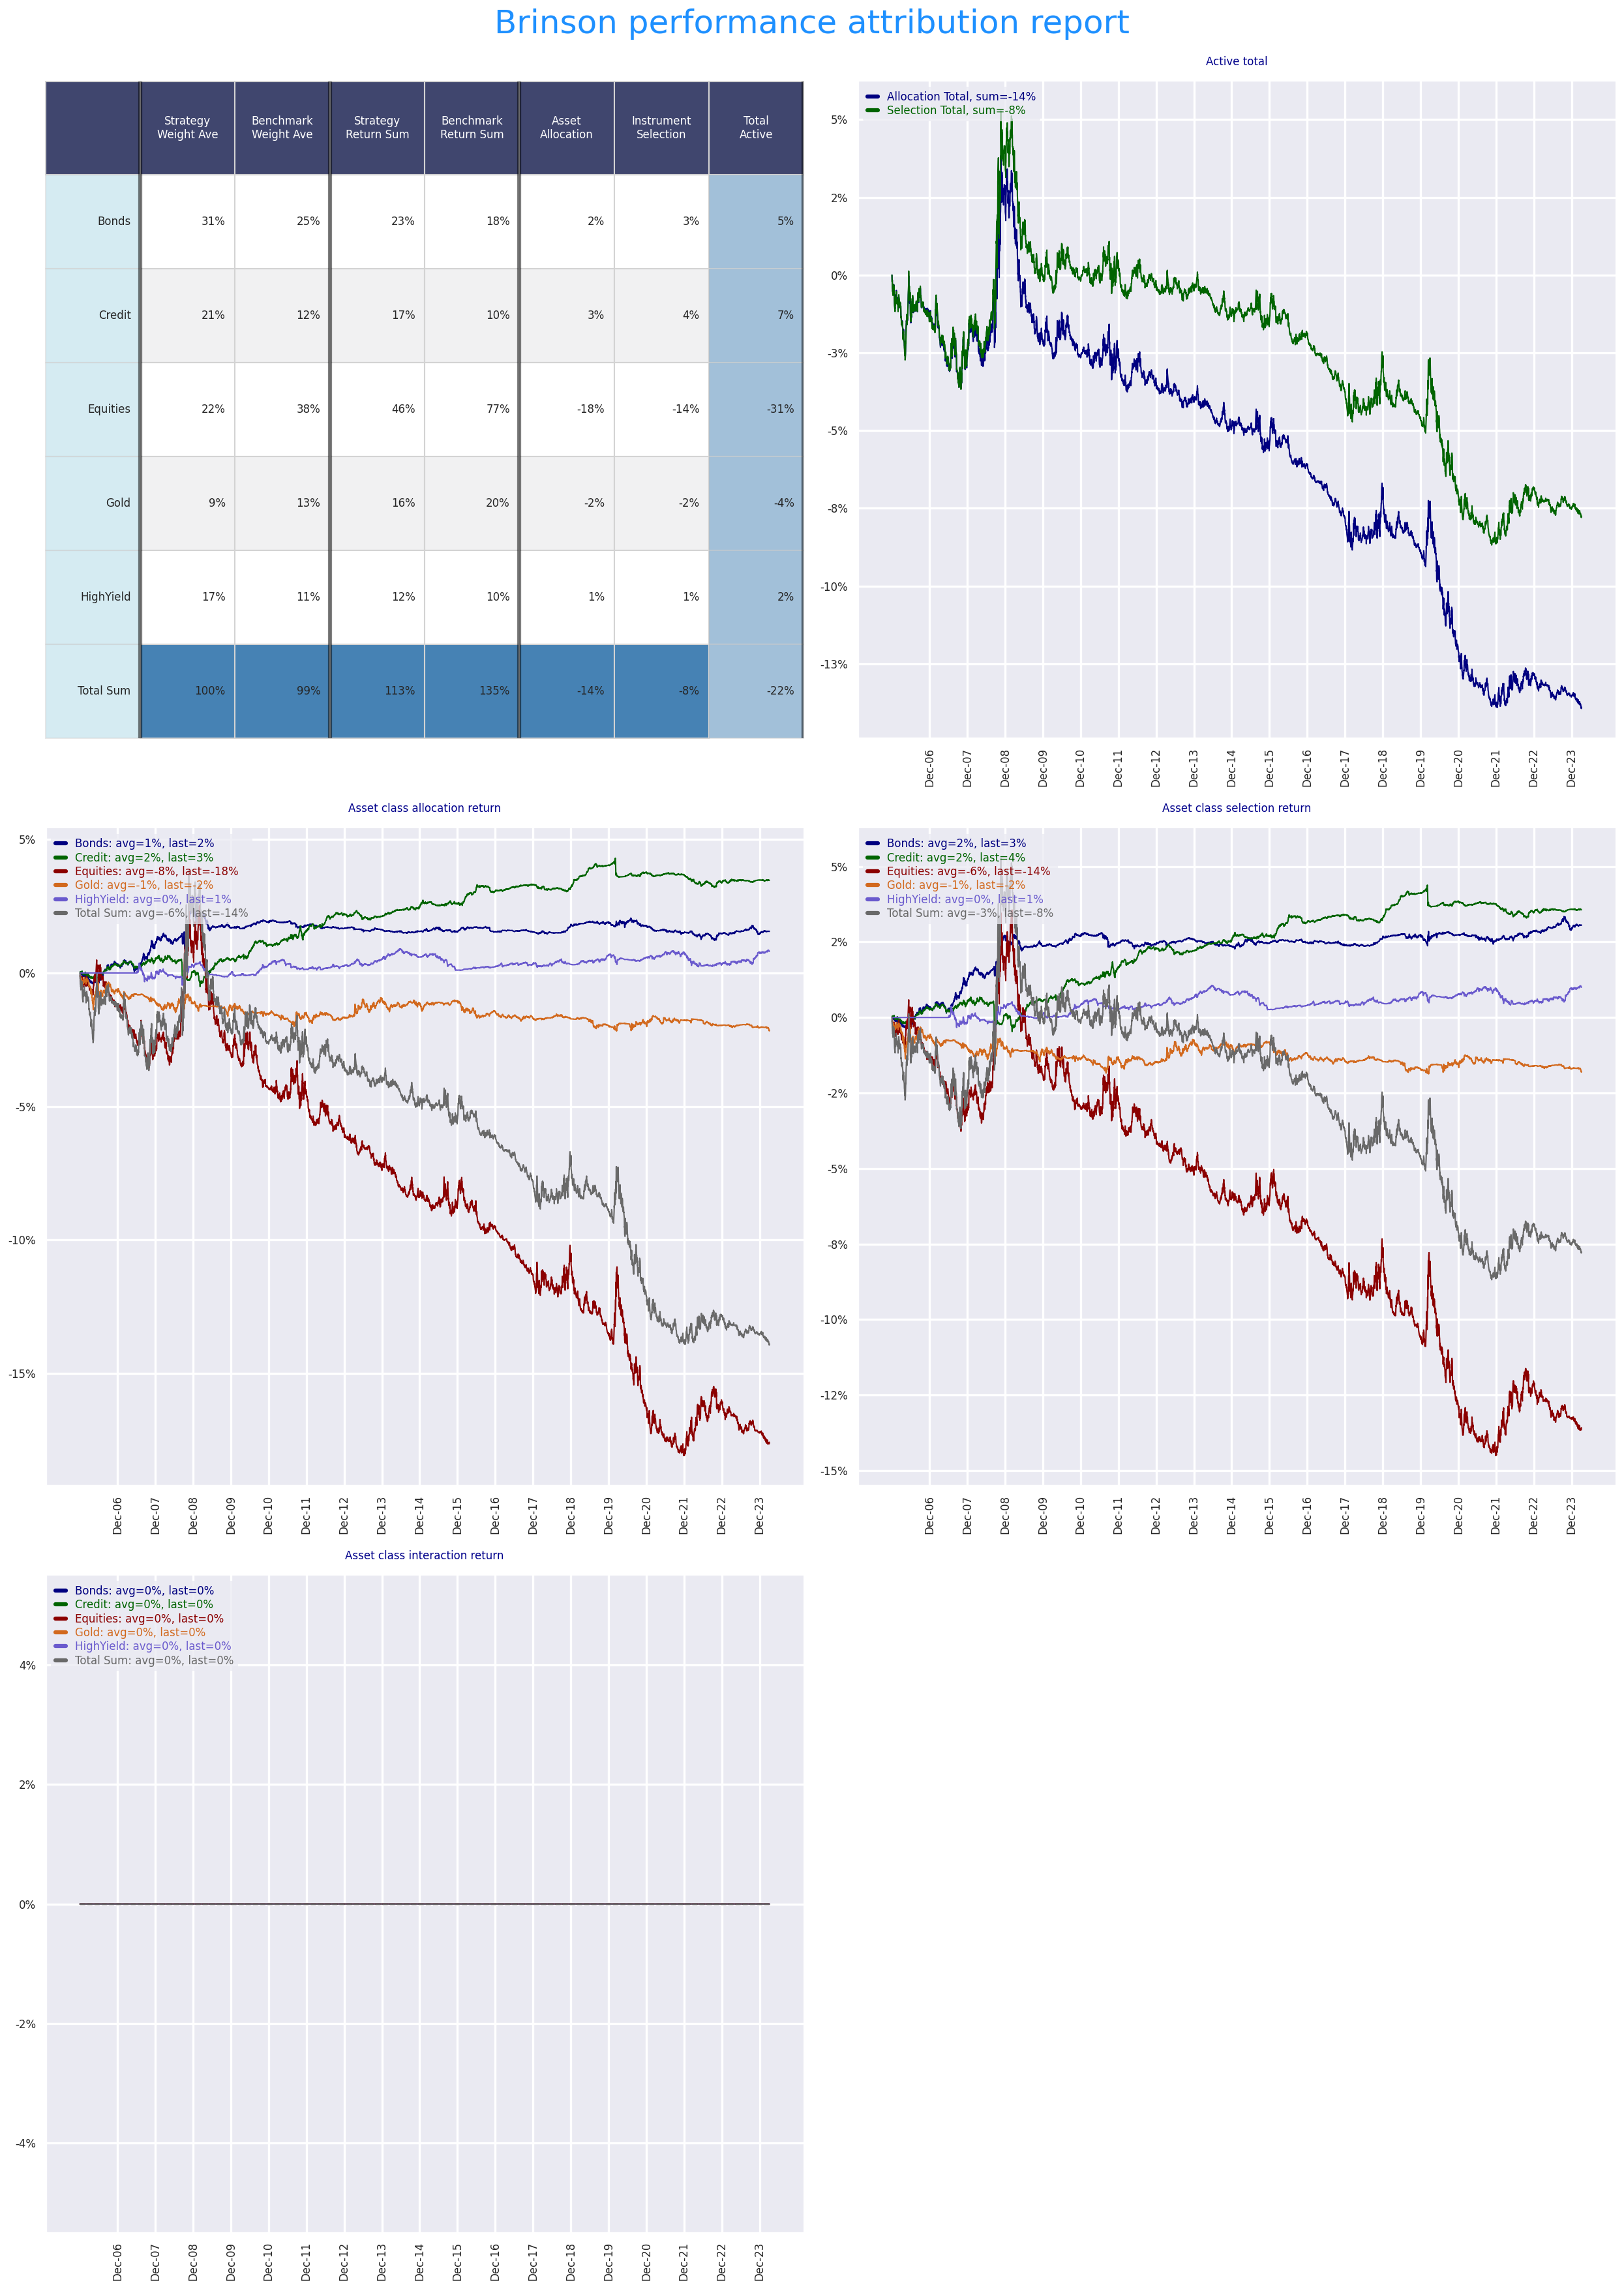 Brinson performance attribution report
Strategy Weight Ave Benchmark Weight Ave Strategy Return Sum Benchmark Return Sum Asset Allocation Instrument Selection Total Active
Bonds 31% 25% 23% 18% 2% 3% 5%
Credit 21% 12% 17% 10% 3% 4% 7%
Equities 22% 38% 46% 77% -18% -14% -31%
Gold 9% 13% 16% 20% -2% -2% -4%
HighYield 17% 11% 12% 10% 1% 1% 2%
Total Sum 100% 99% 113% 135% -14% -8% -22%
Active total
Allocation Total, sum=-14%
Selection Total, sum=-8%
5%
2%
0%
-3%
-5%
-8%
-10%
-13%
Dec-06 Dec-07 Dec-08 Dec-09 Dec-10 Dec-11 Dec-12 Dec-13 Dec-14 Dec-15 Dec-16 Dec-17 Dec-18 Dec-19 Dec-20 Dec-21 Dec-22 Dec-23
Asset class allocation return
Bonds: avg=1%, last=2%
Credit: avg=2%, last=3%
Equities: avg=-8%, last=-18%
Gold: avg=-1%, last=-2%
HighYield: avg=0%, last=1%
Total Sum: avg=-6%, last=-14%
5%
0%
-5%
-10%
-15%
Dec-06 Dec-07 Dec-08 Dec-09 Dec-10 Dec-11 Dec-12 Dec-13 Dec-14 Dec-15 Dec-16 Dec-17 Dec-18 Dec-19 Dec-20 Dec-21 Dec-22 Dec-23
Asset class selection return
Bonds: avg=2%, last=3%
Credit: avg=2%, last=4%
Equities: avg=-6%, last=-14%
Gold: avg=-1%, last=-2%
HighYield: avg=0%, last=1%
Total Sum: avg=-3%, last=-8%
5%
2%
0%
-2%
-5%
-8%
-10%
-12%
-15%
Dec-06 Dec-07 Dec-08 Dec-09 Dec-10 Dec-11 Dec-12 Dec-13 Dec-14 Dec-15 Dec-16 Dec-17 Dec-18 Dec-19 Dec-20 Dec-21 Dec-22 Dec-23
Asset class interaction return
Bonds: avg=0%, last=0%
Credit: avg=0%, last=0%
Equities: avg=0%, last=0%
Gold: avg=0%, last=0%
HighYield: avg=0%, last=0%
Total Sum: avg=0%, last=0%
4%
2%
0%
-2%
-4%
Dec-06 Dec-07 Dec-08 Dec-09 Dec-10 Dec-11 Dec-12 Dec-13 Dec-14 Dec-15 Dec-16 Dec-17 Dec-18 Dec-19 Dec-20 Dec-21 Dec-22 Dec-23